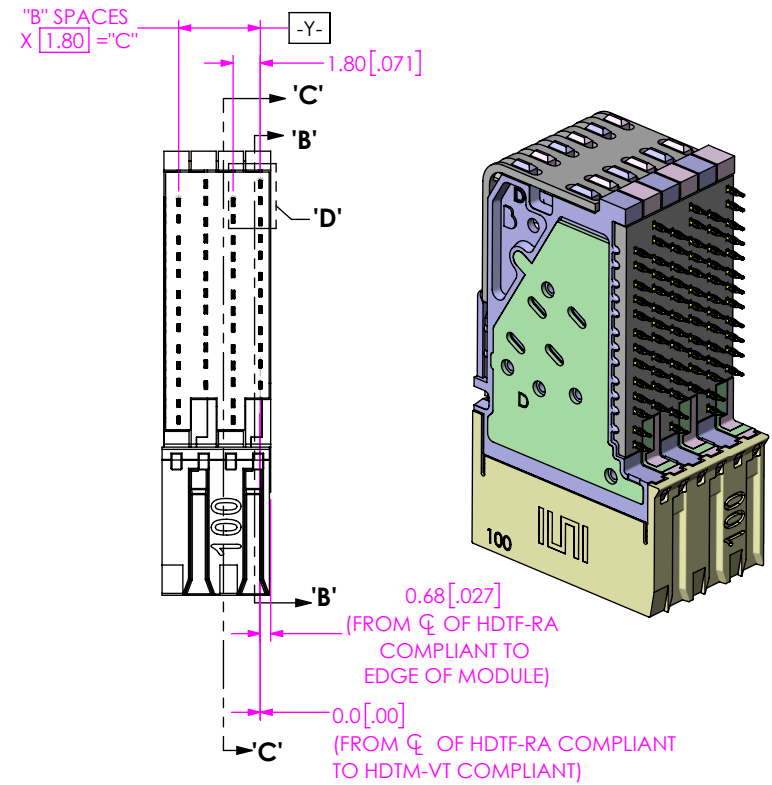 "B" SPACES
X 1.80 ="C"
-Y-
1.80[.071]
'C'
'B'
'D'
100
'B'
0.68[.027]
(FROM ℄ OF HDTF-RA
COMPLIANT TO
EDGE OF MODULE)
0.0[.00]
(FROM ℄ OF HDTF-RA COMPLIANT
TO HDTM-VT COMPLIANT)
'C'
D
B
D
100
100